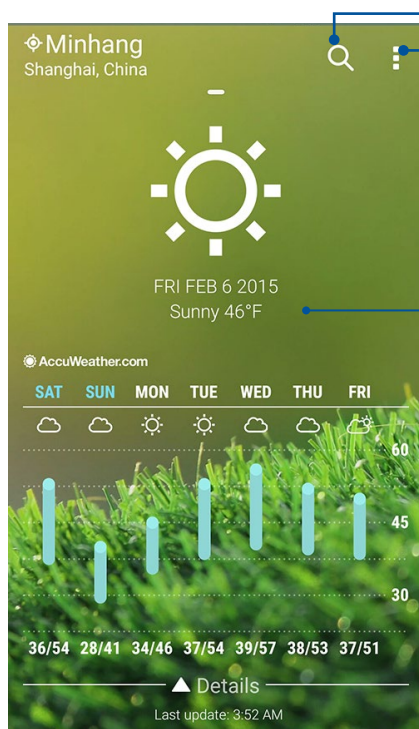 Minhang
Shanghai, China
FRI FEB 6 2015
Sunny 46°F
AccuWeather.com
SAT SUN MON TUE WED THU FRI
60
45
30
36/54 28/41 34/46 37/54 39/57 38/53 37/51
Details
Last update: 3:52 AM